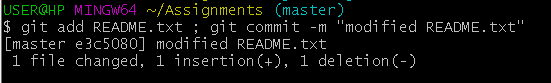 USER@HP MINGW64 ~/Assignments (master)
$ git add README.txt ; git commit -m "modified README.txt"
[master e3c5080] modified README.txt
 1 file changed, 1 insertion(+), 1 deletion(-)